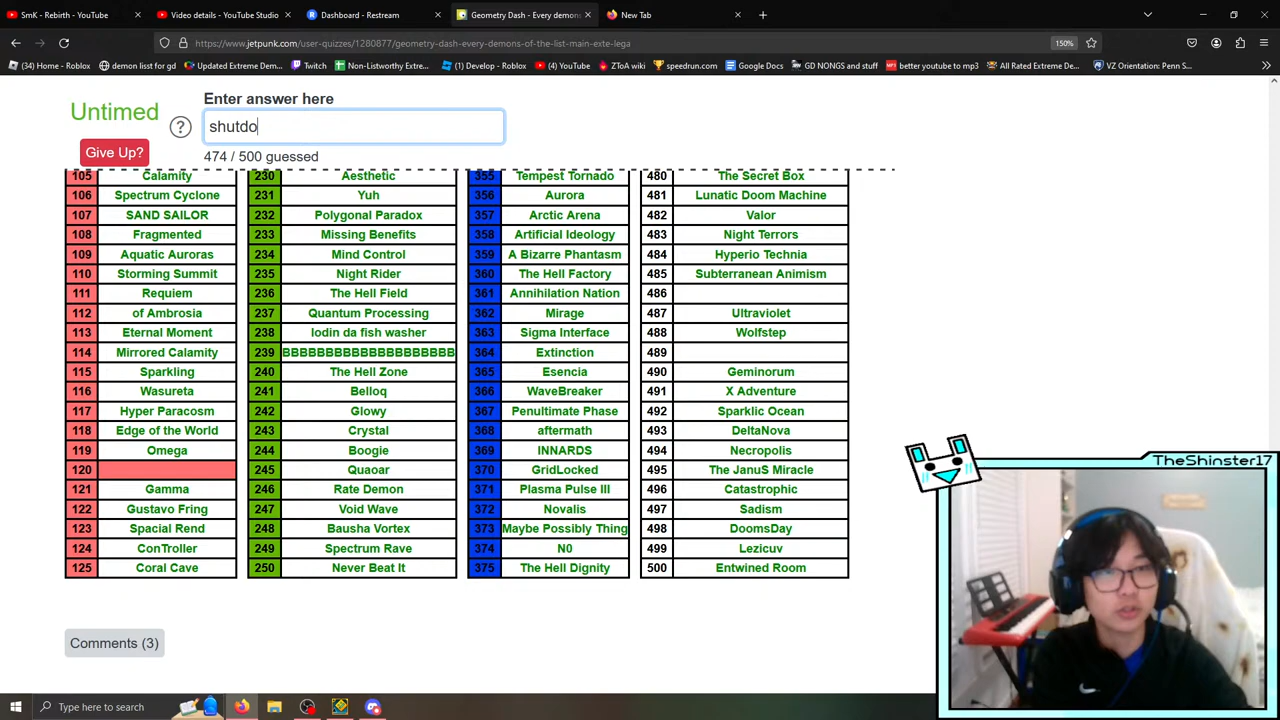 SmK - Rebirth - YouTube
Video details - YouTube Studio
Dashboard - Restream
Geometry Dash - Every demons
New Tab
https://www.jetpunk.com/user-quizzes/1280877/geometry-dash-every-demons-of-the-list-main-exte-lega
150%
(34) Home - Roblox
demon lisst for gd
Updated Extreme Dem...
Twitch
Non-Listworthy Extre...
(1) Develop - Roblox
(4) YouTube
ZToA wiki
speedrun.com
Google Docs
GD NONGS and stuff
better youtube to mp3
All Rated Extreme De...
VZ Orientation: Penn S...
Untimed
Give Up?
?
Enter answer here
shutdo
474 / 500 guessed
105 Calamity 230 Aesthetic 355 Tempest Tornado 480 The Secret Box
106 Spectrum Cyclone 231 Yuh 356 Aurora 481 Lunatic Doom Machine
107 SAND SAILOR 232 Polygonal Paradox 357 Arctic Arena 482 Valor
108 Fragmented 233 Missing Benefits 358 Artificial Ideology 483 Night Terrors
109 Aquatic Auroras 234 Mind Control 359 A Bizarre Phantasm 484 Hyperio Technia
110 Storming Summit 235 Night Rider 360 The Hell Factory 485 Subterranean Animism
111 Requiem 236 The Hell Field 361 Annihilation Nation 486
112 of Ambrosia 237 Quantum Processing 362 Mirage 487 Ultraviolet
113 Eternal Moment 238 lodin da fish washer 363 Sigma Interface 488 Wolfstep
114 Mirrored Calamity 239 BBBBBBBBBBBBBBBBBBBB 364 Extinction 489
115 Sparkling 240 The Hell Zone 365 Esencia 490 Geminorum
116 Wasureta 241 Belloq 366 WaveBreaker 491 X Adventure
117 Hyper Paracosm 242 Glowy 367 Penultimate Phase 492 Sparklic Ocean
118 Edge of the World 243 Crystal 368 aftermath 493 DeltaNova
119 Omega 244 Boogie 369 INNARDS 494 Necropolis
120 245 Quaoar 370 GridLocked 495 The JanuS Miracle
121 Gamma 246 Rate Demon 371 Plasma Pulse III 496 Catastrophic
122 Gustavo Fring 247 Void Wave 372 Novalis 497 Sadism
123 Spacial Rend 248 Bausha Vortex 373 Maybe Possibly Thing 498 DoomsDay
124 ConTroller 249 Spectrum Rave 374 N0 499 Lezicuv
125 Coral Cave 250 Never Beat It 375 The Hell Dignity 500 Entwined Room
TheShinster17
Comments (3)
Type here to search